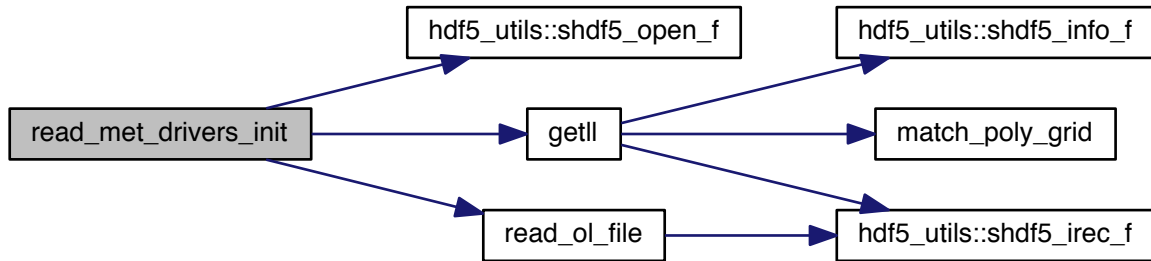 hdf5_utils::shdf5_open_f
hdf5_utils::shdf5_info_f
read_met_drivers_init
getll
match_poly_grid
read_ol_file
hdf5_utils::shdf5_irec_f